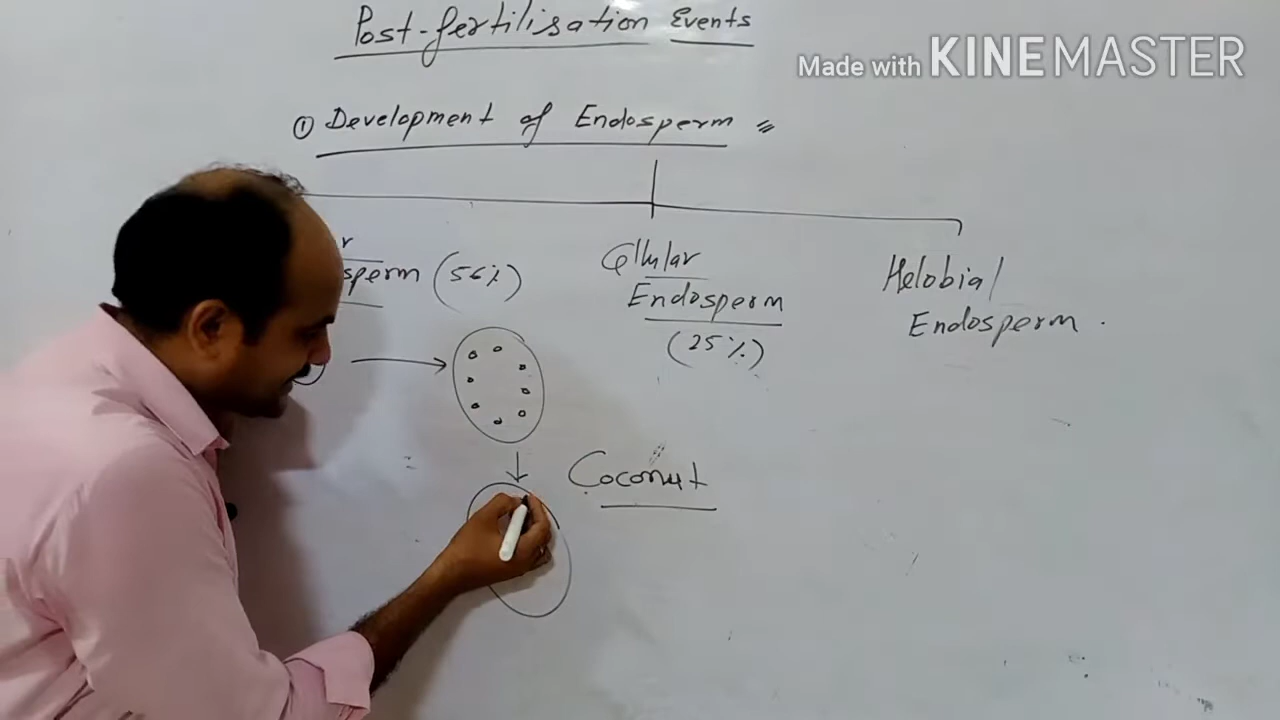 Post-fertilisation Events
Made with KINEMASTER
① Development of Endosperm
r
sperm (56%)
Cellular
Endosperm
(25%)
Helobial
Endosperm.
Coconut